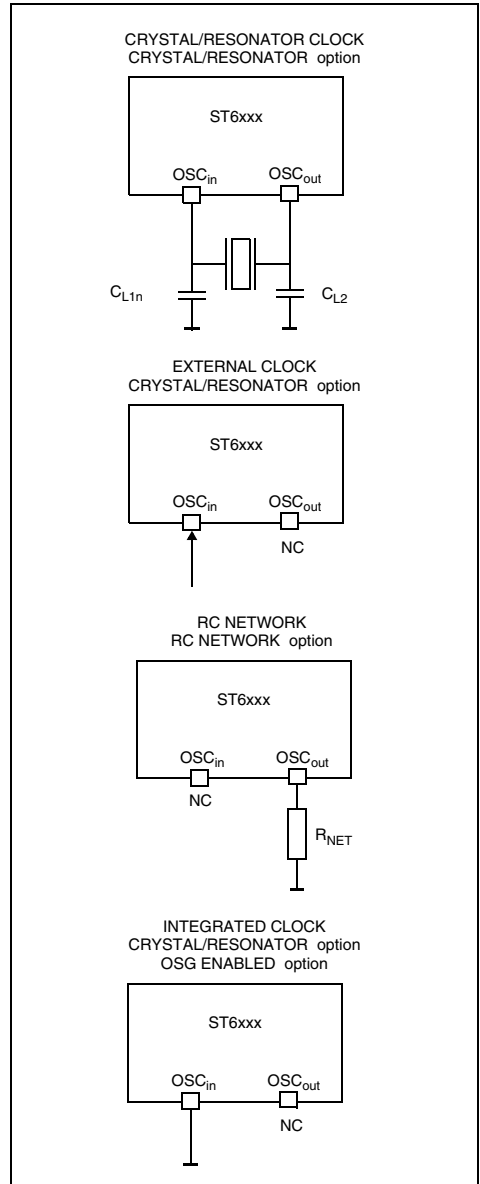 CRYSTAL/RESONATOR CLOCK
CRYSTAL/RESONATOR option
ST6xxx
OSCin OSCout
CL1n CL2
EXTERNAL CLOCK
CRYSTAL/RESONATOR option
ST6xxx
OSCin OSCout
NC
RC NETWORK
RC NETWORK option
ST6xxx
OSCin OSCout
NC
RNET
INTEGRATED CLOCK
CRYSTAL/RESONATOR option
OSG ENABLED option
ST6xxx
OSCin OSCout
NC